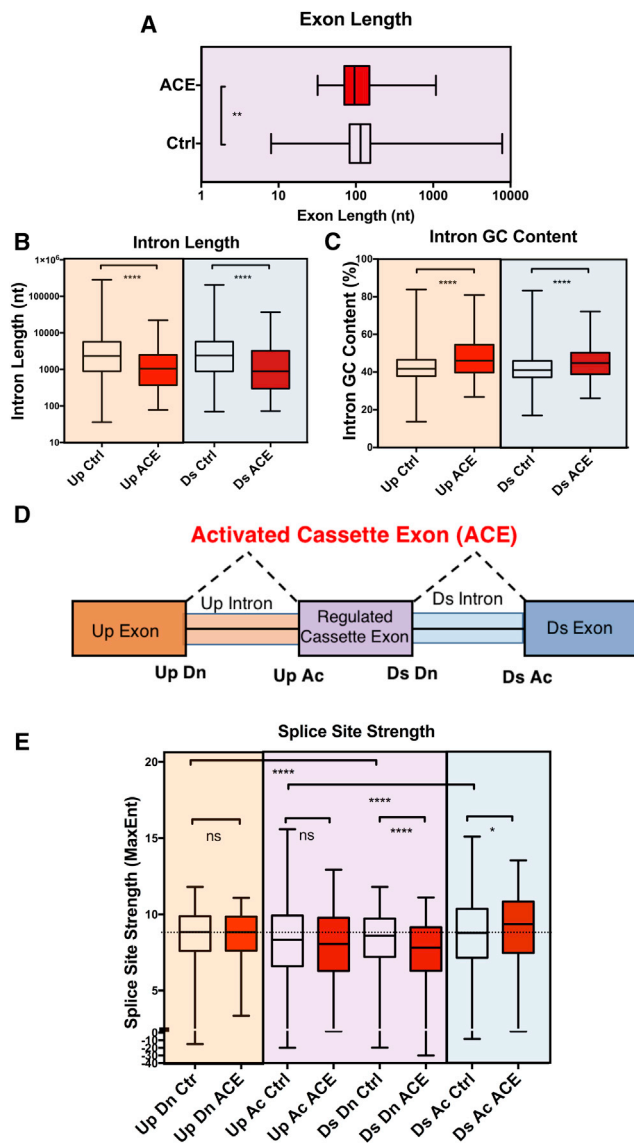 Exon Length
A
ACE
**
Ctrl
1
10
100
1000
10000
Exon Length (nt)
B
Intron Length
Intron Length (nt)
1×10⁶
100000
10000
1000
100
10
****
****
Up Ctrl
Up ACE
Ds Ctrl
Ds ACE
C
Intron GC Content
Intron GC Content (%)
100
80
60
40
20
0
****
****
Up Ctrl
Up ACE
Ds Ctrl
Ds ACE
D
Activated Cassette Exon (ACE)
Up Intron
Ds Intron
Up Exon
Regulated
Cassette Exon
Ds Exon
Up Dn
Up Ac
Ds Dn
Ds Ac
E
Splice Site Strength
Splice Site Strength (MaxEnt)
20
15
10
5
0
-10
-20
-30
-40
****
****
ns
ns
****
*
Up Dn Ctr
Up Dn ACE
Up Ac Ctrl
Up Ac ACE
Ds Dn Ctrl
Ds Dn ACE
Ds Ac Ctrl
Ds Ac ACE